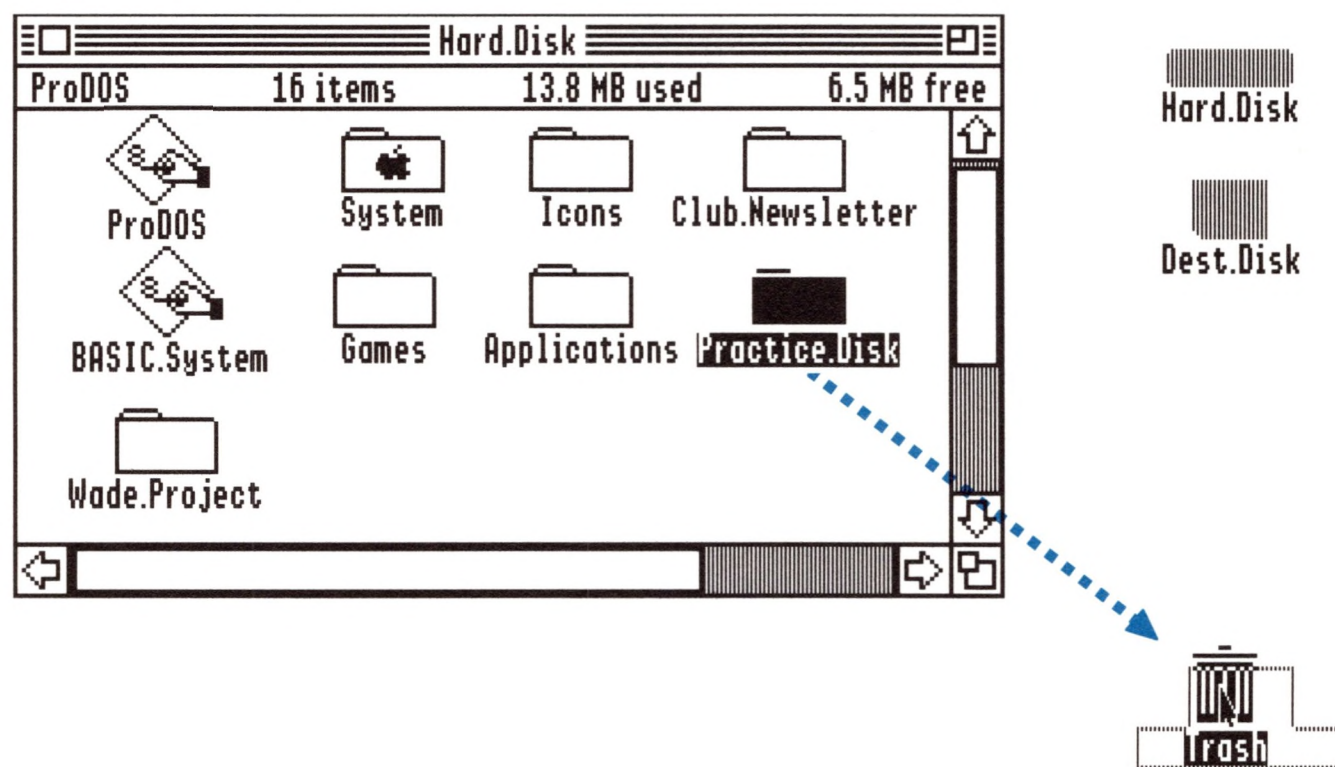 Hard.Disk
ProDOS 16 items 13.8 MB used 6.5 MB free
ProDOS System Icons Club.Newsletter
BASIC.System Games Applications Practice.Disk
Wade.Project
Hard.Disk
Dest.Disk
Trash